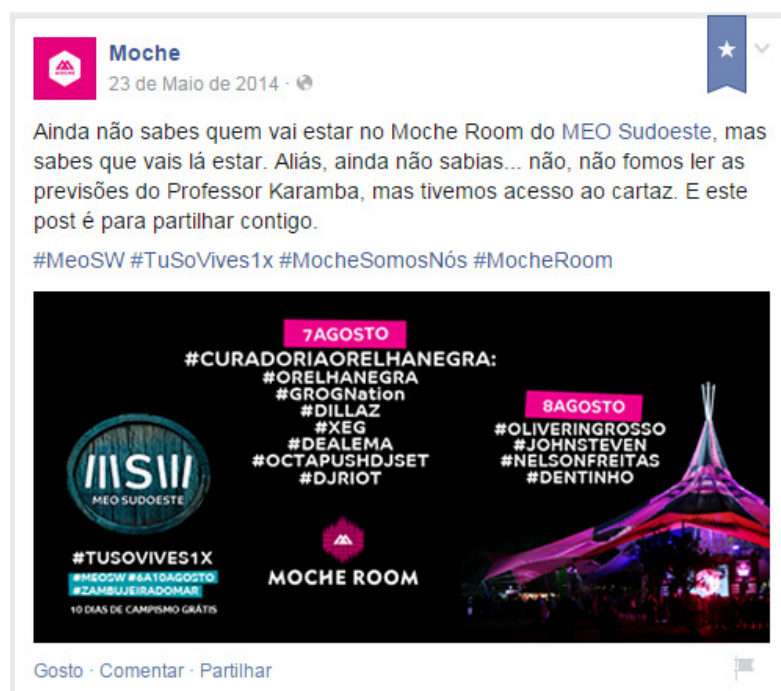 Moche
23 de Maio de 2014
Ainda não sabes quem vai estar no Moche Room do MEO Sudoeste, mas
sabes que vais lá estar. Aliás, ainda não sabias... não, não fomos ler as
previsões do Professor Karamba, mas tivemos acesso ao cartaz. E este
post é para partilhar contigo.
#MeoSW #TuSoVives1x #MocheSomosNós #MocheRoom
7AGOSTO
#CURADORIAORELHANEGRA:
#ORELHANEGRA
#GROGNation
#DILLAZ
#XEG
#DEALEMA
#OCTAPUSHDJSET
#DJRIOT
MOCHE ROOM
8AGOSTO
#OLIVERINGROSSO
#JOHNSTEVEN
#NELSONFREITAS
#DENTINHO
SW
MEO SUDOESTE
#TUSOVIVES1X
#MEOSW #6A10AGOSTO
#ZAMBUJEIRADOMAR
10 DIAS DE CAMPISMO GRÁTIS
Gosto · Comentar · Partilhar